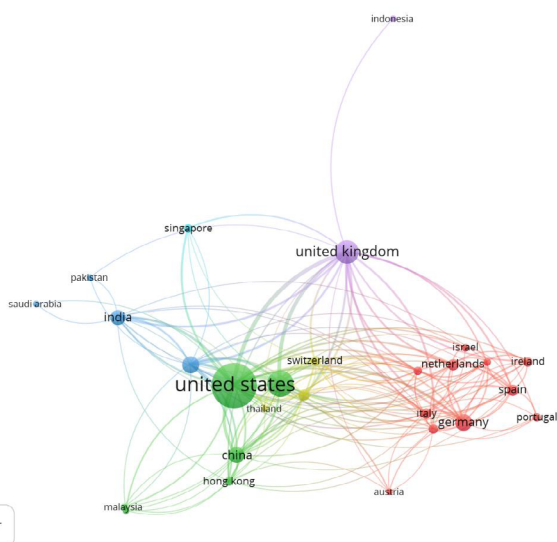 indonesia
singapore
united kingdom
pakistan
saudi arabia
india
israel
switzerland
netherlands
ireland
united states
spain
thailand
italy
portugal
germany
china
hong kong
austria
malaysia